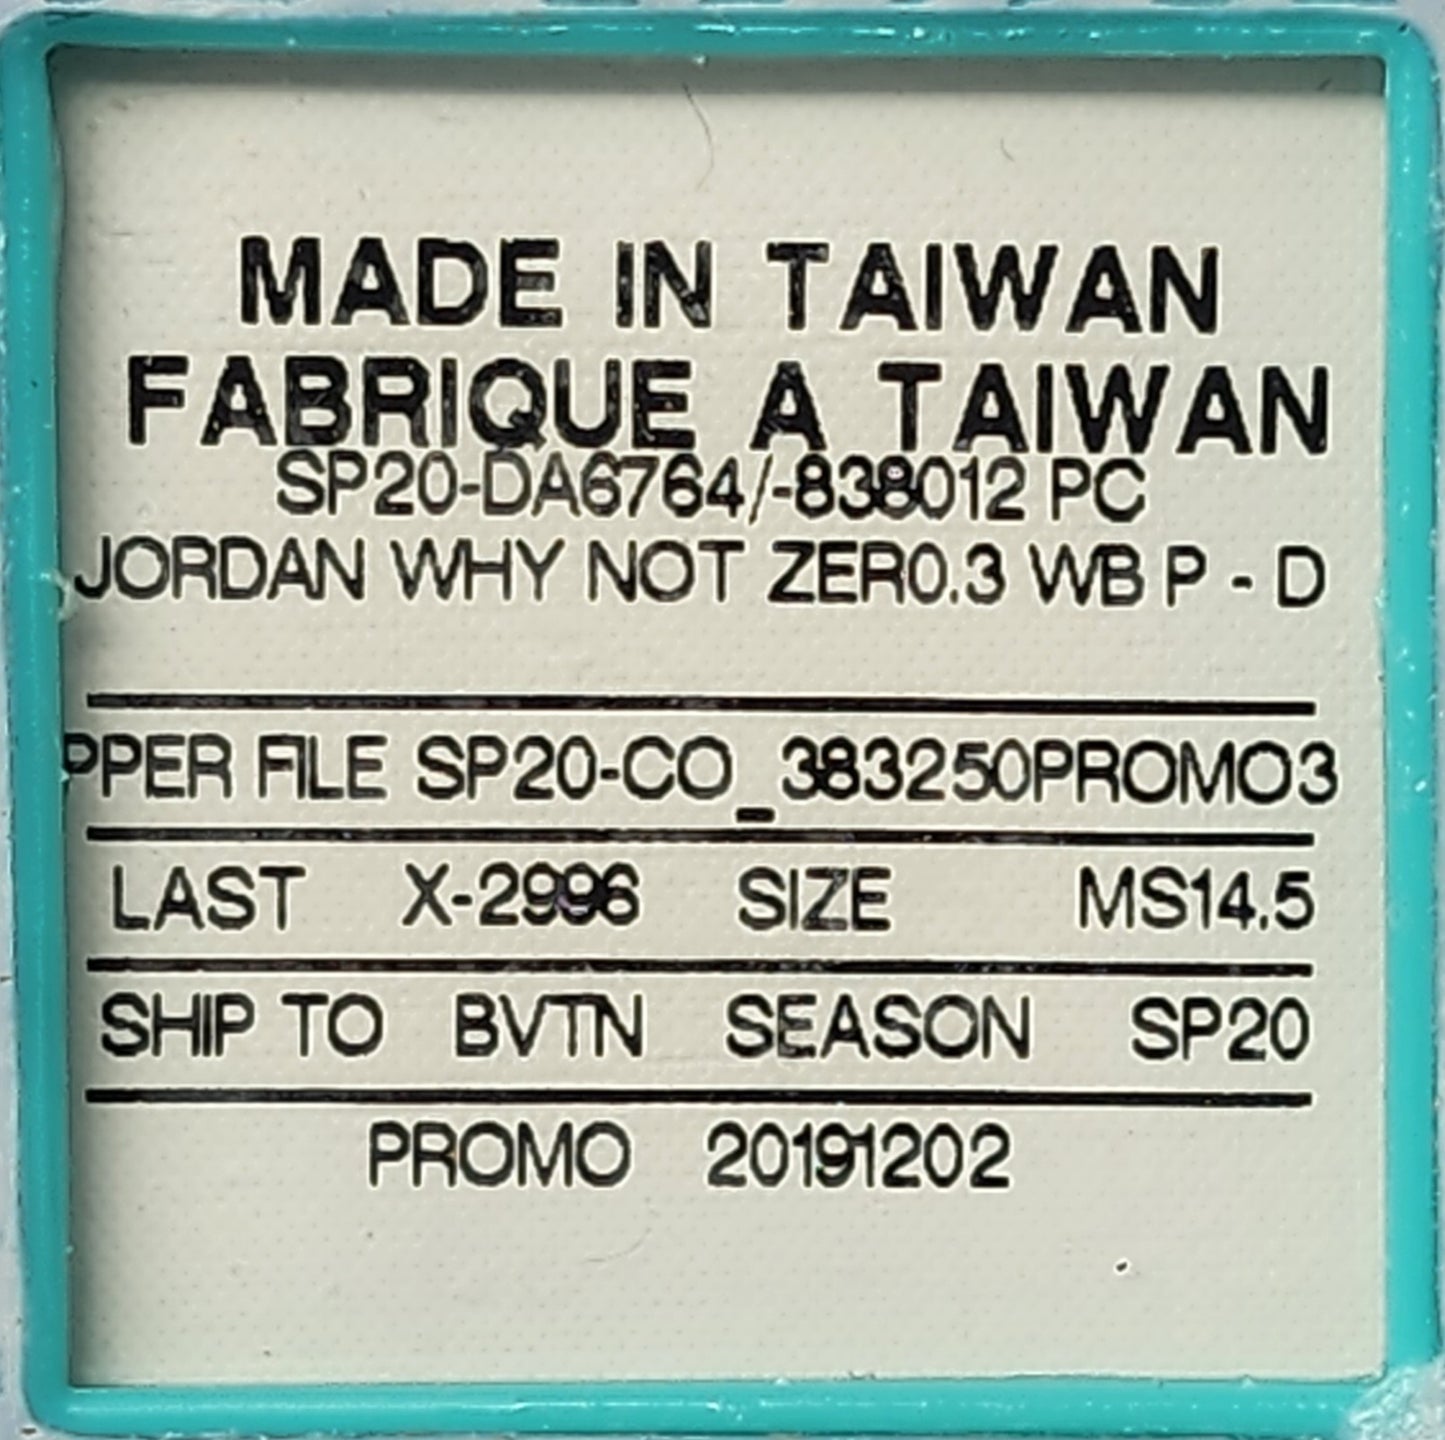 MADE IN TAIWAN
FABRIQUE A TAIWAN
SP20-DA6764/-838012 PC
JORDAN WHY NOT ZER0.3 WB P - D
PPER FILE SP20-CO_383250PROMO3
LAST X-2996 SIZE MS14.5
SHIP TO BVTN SEASON SP20
PROMO 20191202